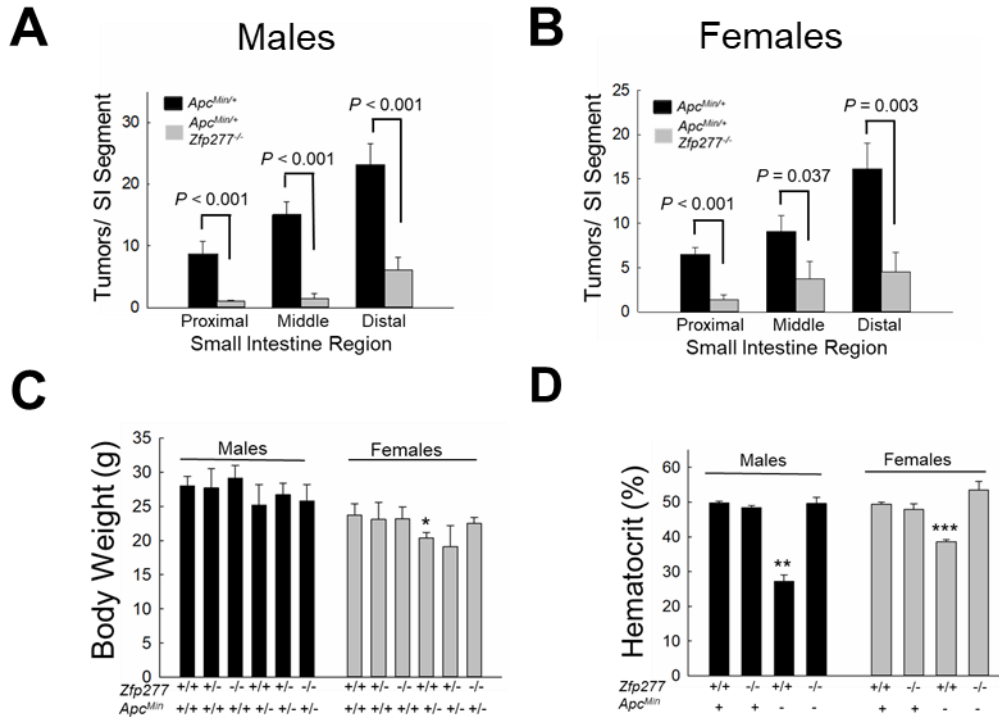 A
Males
Apc^Min/+
Apc^Min/+
Zfp277^-/-
P < 0.001
P < 0.001
P < 0.001
Tumors/ SI Segment
30
20
10
0
Proximal Middle Distal
Small Intestine Region
B
Females
Apc^Min/+
Apc^Min/+
Zfp277^-/-
P < 0.001
P = 0.037
P = 0.003
Tumors/ SI Segment
25
20
15
10
5
0
Proximal Middle Distal
Small Intestine Region
C
Males Females
Body Weight (g)
35
30
25
20
15
10
5
0
*
Zfp277 +/+ +/- -/- +/+ +/- -/- +/+ +/- -/- +/+ +/- -/-
Apc^Min +/+ +/+ +/+ +/- +/- +/- +/+ +/+ +/+ +/- +/- +/-
D
Males Females
Hematocrit (%)
60
50
40
30
20
10
0
** ***
Zfp277 +/+ -/- +/+ -/- +/+ -/- +/+ -/-
Apc^Min + + - - + + - -